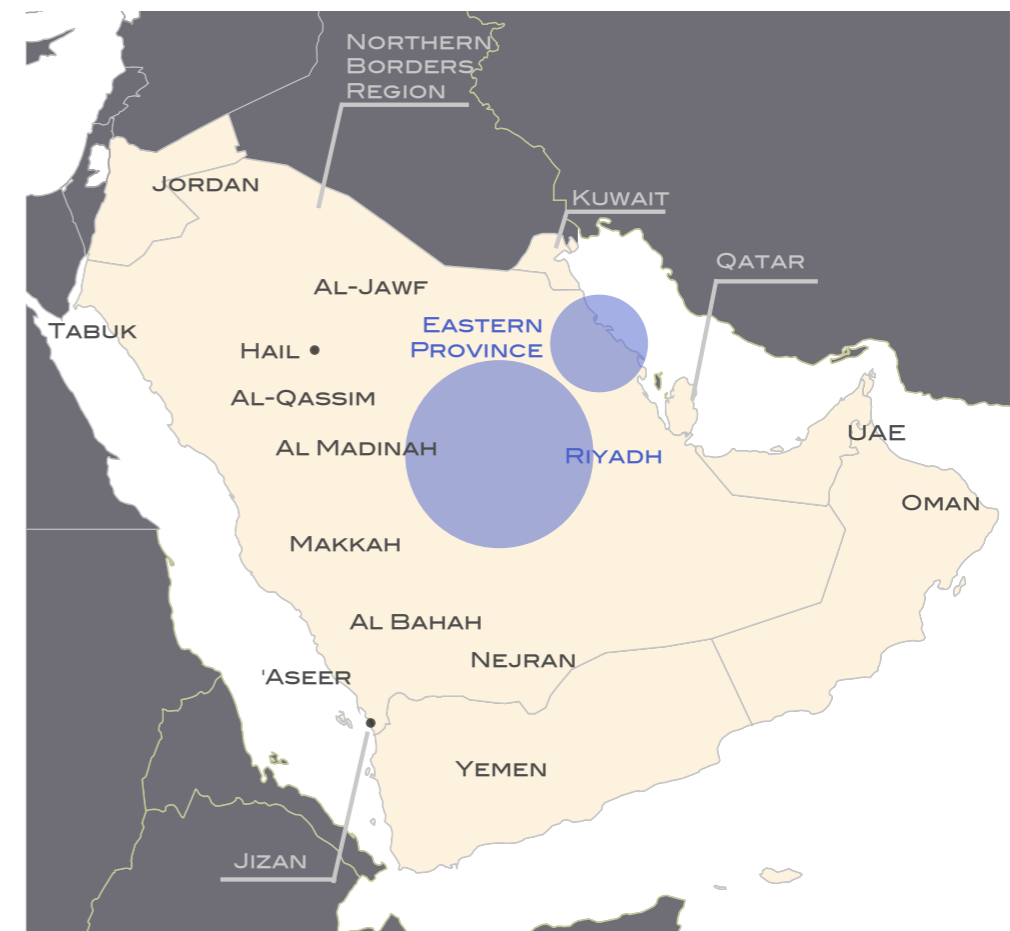 Northern
Borders
Region
Jordan
Kuwait
Qatar
Al-Jawf
Eastern
Province
Tabuk
Hail
Al-Qassim
UAE
Al Madinah
Riyadh
Oman
Makkah
Al Bahah
Nejran
'Aseer
Yemen
Jizan